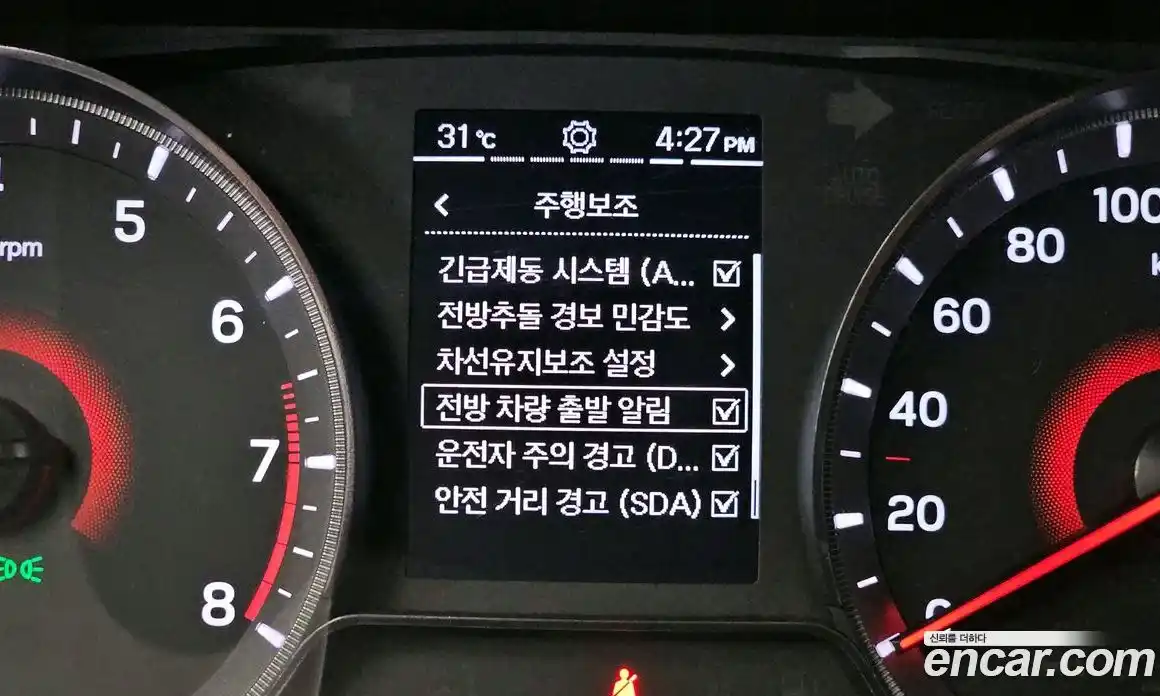 31℃ 4:27 PM
주행보조
긴급제동 시스템 (A...
전방추돌 경보 민감도
차선유지보조 설정
전방 차량 출발 알림
운전자 주의 경고 (D...
안전 거리 경고 (SDA)
rpm
5
6
7
8
100
80
60
40
20
0
신뢰를 더하다
encar.com